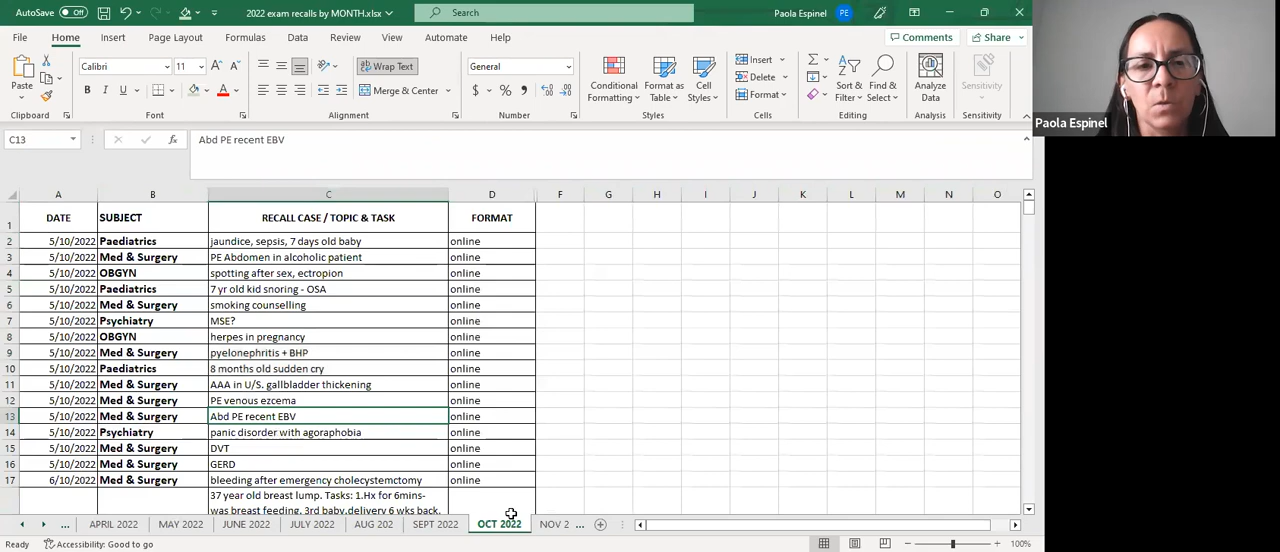 AutoSave Off 2022 exam recalls by MONTH.xlsx Search Paola Espinel PE
File Home Insert Page Layout Formulas Data Review View Automate Help Comments Share
Paste Calibri 11 A A Wrap Text General Conditional Formatting Format as Table Cell Styles Insert Delete Format Sort & Filter Find & Select Analyze Data Sensitivity
B I U Merge & Center $ % 9
Clipboard Font Alignment Number Styles Cells Editing Analysis Sensitivity
Paola Espinel
C13 fx Abd PE recent EBV
A B C D F G H I J K L M N O
1 DATE SUBJECT RECALL CASE / TOPIC & TASK FORMAT
2 5/10/2022 Paediatrics jaundice, sepsis, 7 days old baby online
3 5/10/2022 Med & Surgery PE Abdomen in alcoholic patient online
4 5/10/2022 OBGYN spotting after sex, ectropion online
5 5/10/2022 Paediatrics 7 yr old kid snoring - OSA online
6 5/10/2022 Med & Surgery smoking counselling online
7 5/10/2022 Psychiatry MSE? online
8 5/10/2022 OBGYN herpes in pregnancy online
9 5/10/2022 Med & Surgery pyelonephritis + BHP online
10 5/10/2022 Paediatrics 8 months old sudden cry online
11 5/10/2022 Med & Surgery AAA in U/S. gallbladder thickening online
12 5/10/2022 Med & Surgery PE venous ezcema online
13 5/10/2022 Med & Surgery Abd PE recent EBV online
14 5/10/2022 Psychiatry panic disorder with agoraphobia online
15 5/10/2022 Med & Surgery DVT online
16 5/10/2022 Med & Surgery GERD online
17 6/10/2022 Med & Surgery bleeding after emergency cholecystemctomy online
37 year old breast lump. Tasks: 1.Hx for 6mins-
was breast feeding. 3rd baby.delivery 6 wks back.
... APRIL 2022 MAY 2022 JUNE 2022 JULY 2022 AUG 202 SEPT 2022 OCT 2022 NOV 2 ...
Ready Accessibility: Good to go 100%